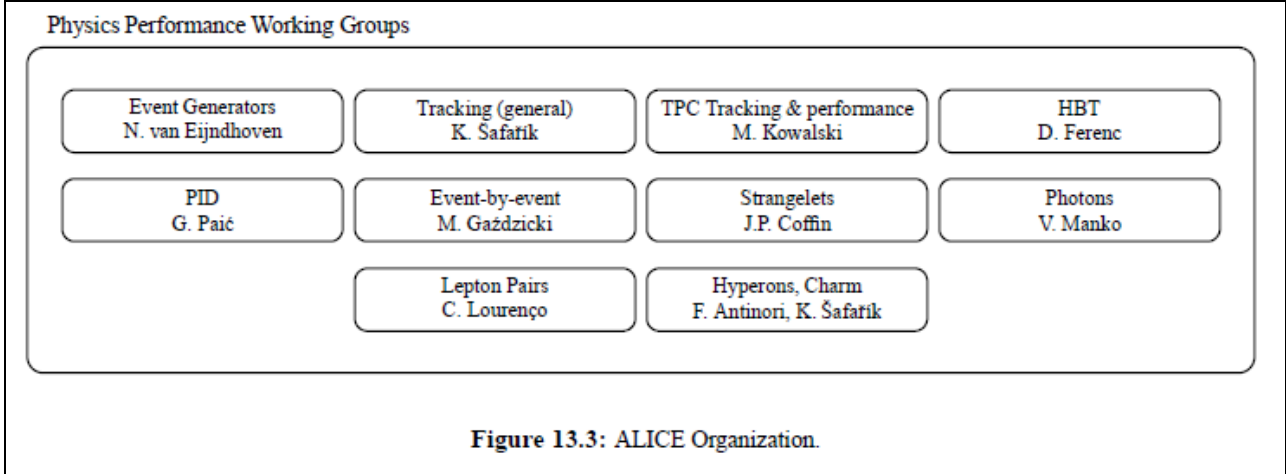 Physics Performance Working Groups
Event Generators
N. van Eijndhoven
Tracking (general)
K. Šafařík
TPC Tracking & performance
M. Kowalski
HBT
D. Ferenc
PID
G. Paić
Event-by-event
M. Gaździcki
Strangelets
J.P. Coffin
Photons
V. Manko
Lepton Pairs
C. Lourenço
Hyperons, Charm
F. Antinori, K. Šafařík
Figure 13.3: ALICE Organization.